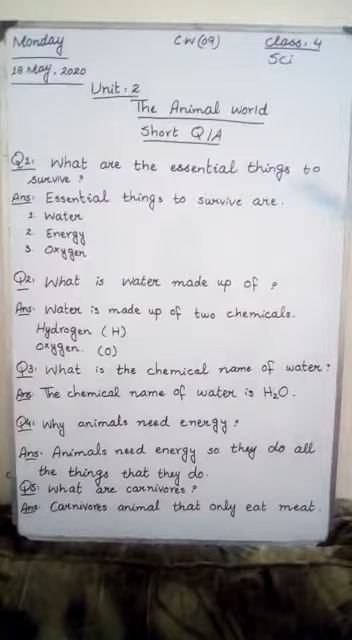 Monday
CW(09)
Class: 4
Sci
18 May, 2020
Unit: 2
The Animal World
Short Q/A
Q1: What are the essential things to
survive?
Ans: Essential things to survive are.
1. Water
2. Energy
3. Oxygen
Q2: What is water made up of?
Ans: Water is made up of two chemicals.
Hydrogen (H)
Oxygen. (O)
Q3: What is the chemical name of water?
Ans: The chemical name of water is H₂O.
Q4: Why animals need energy?
Ans: Animals need energy so they do all
the things that they do.
Q5: What are carnivores?
Ans: Carnivores animal that only eat meat.